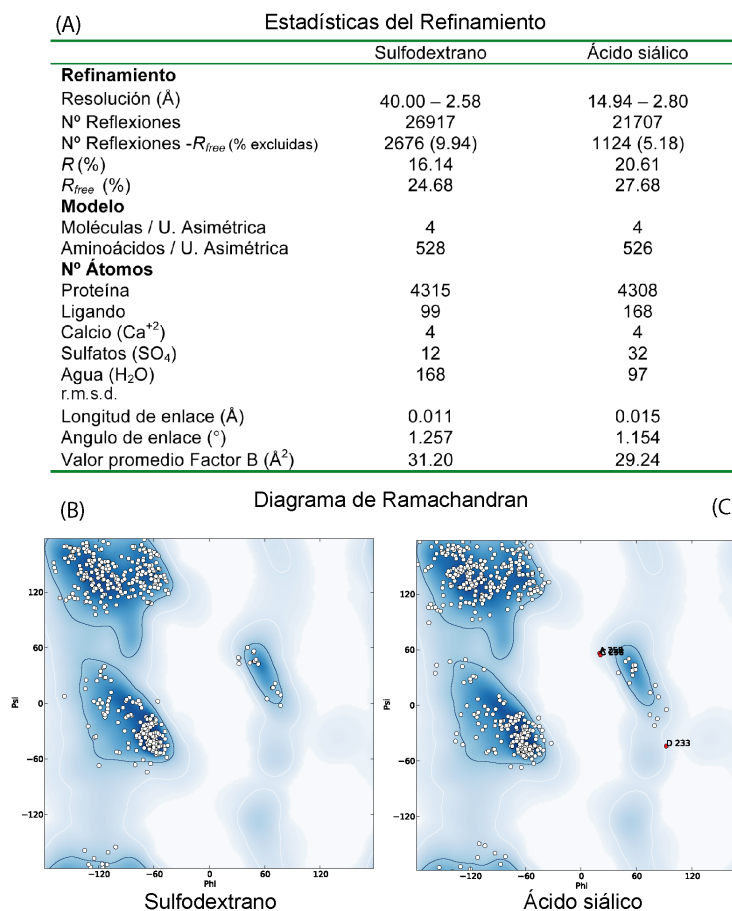 (A) Estadísticas del Refinamiento
Sulfodextrano Ácido siálico
Refinamiento
Resolución (Å) 40.00 – 2.58 14.94 – 2.80
Nº Reflexiones 26917 21707
Nº Reflexiones -Rfree (% excluidas) 2676 (9.94) 1124 (5.18)
R (%) 16.14 20.61
Rfree (%) 24.68 27.68
Modelo
Moléculas / U. Asimétrica 4 4
Aminoácidos / U. Asimétrica 528 526
Nº Átomos
Proteína 4315 4308
Ligando 99 168
Calcio (Ca+2) 4 4
Sulfatos (SO4) 12 32
Agua (H2O) 168 97
r.m.s.d.
Longitud de enlace (Å) 0.011 0.015
Angulo de enlace (°) 1.257 1.154
Valor promedio Factor B (Å2) 31.20 29.24
Diagrama de Ramachandran
(B) (C
120 120
60 60
Psi Psi
0 0
−60 −60
−120 −120
D 233
−120 −60 0 60 120 −120 −60 0 60 120
Phi Phi
Sulfodextrano Ácido siálico